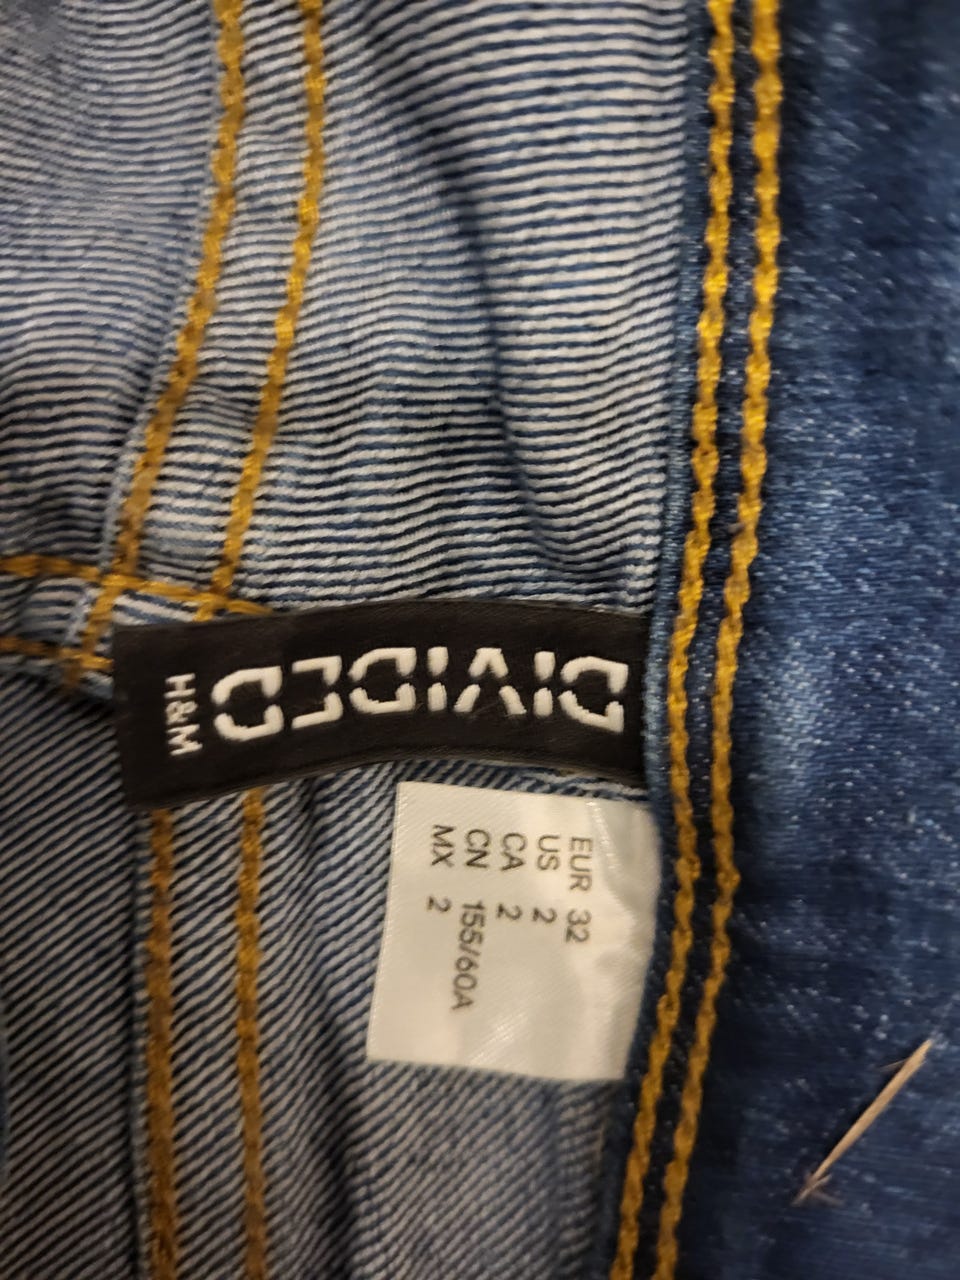 DIVIDED
H&M
EUR 32
US 2
CA 2
CN 155/60A
MX 2